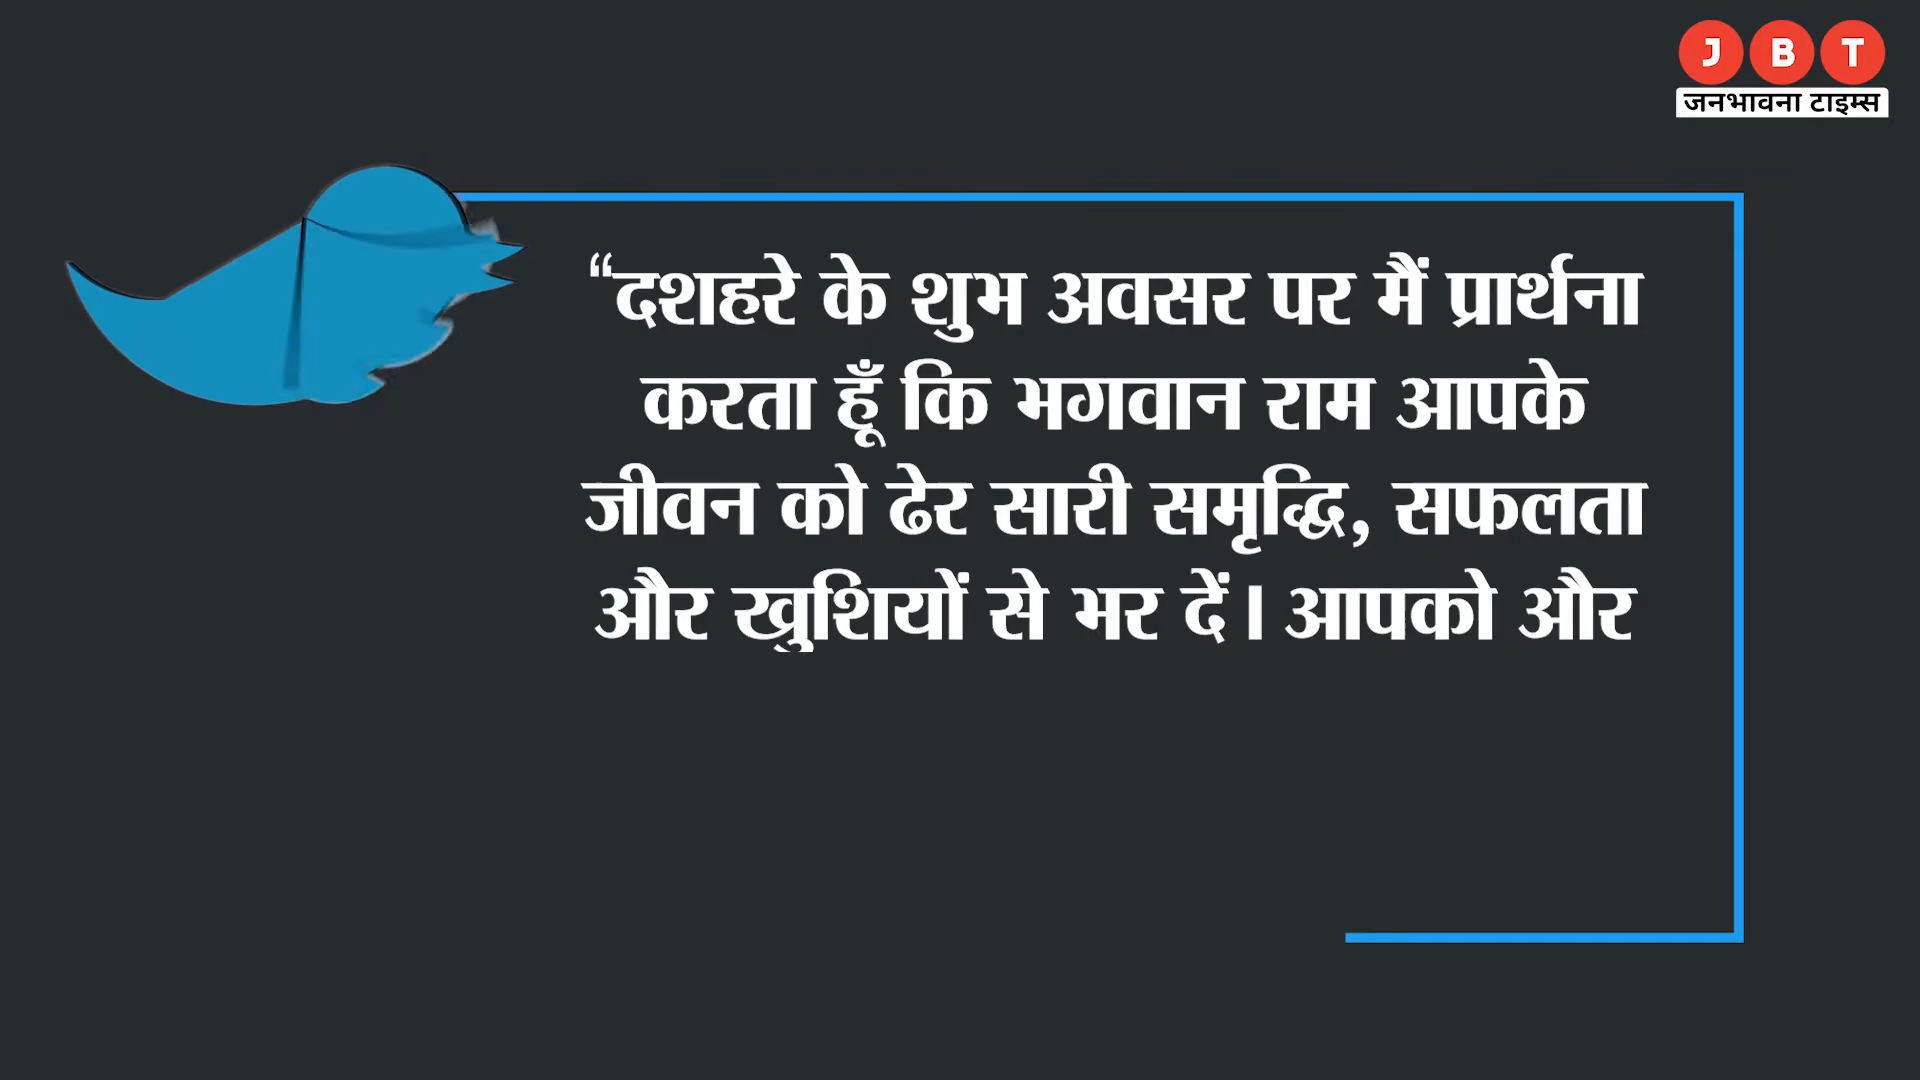 J B T
जनभावना टाइम्स
“दशहरे के शुभ अवसर पर मैं प्रार्थना
करता हूँ कि भगवान राम आपके
जीवन को ढेर सारी समृद्धि, सफलता
और खुशियों से भर दें। आपको और